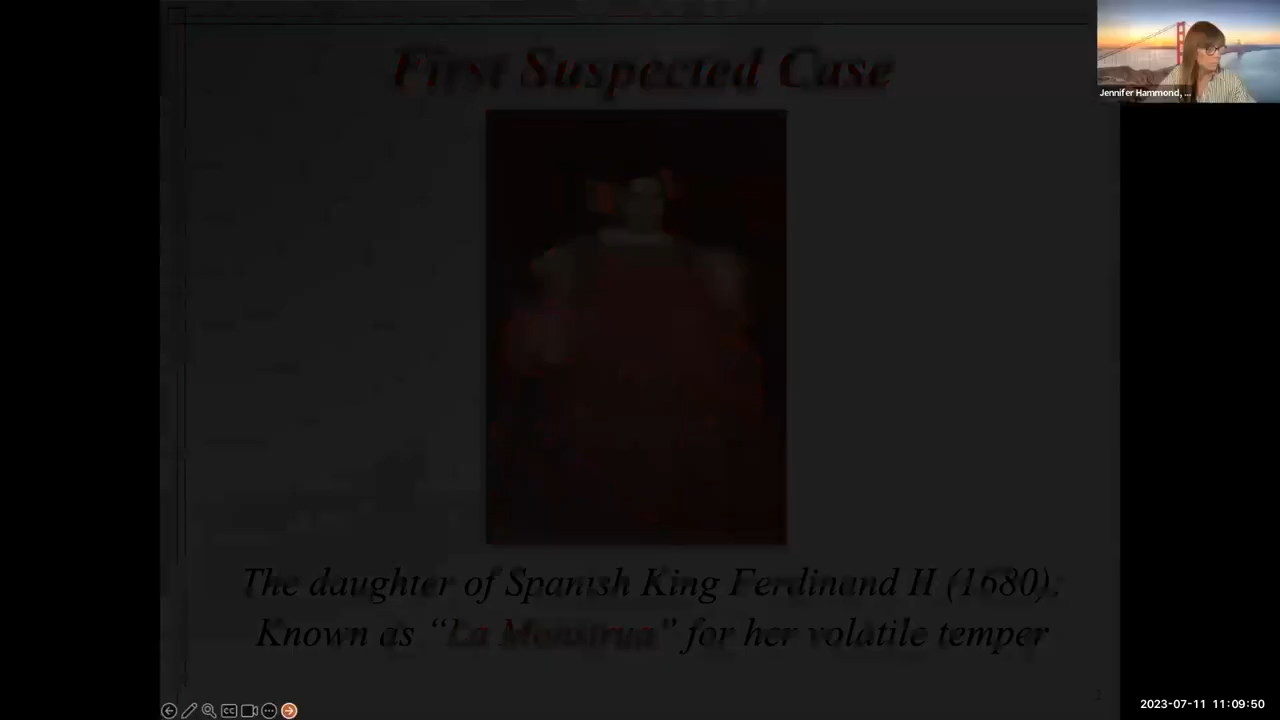 First Suspected Case
Jennifer Hammond, ...
The daughter of Spanish King Ferdinand II (1680).
Known as “La Monstrua” for her volatile temper
CC
2023-07-11 11:09:50